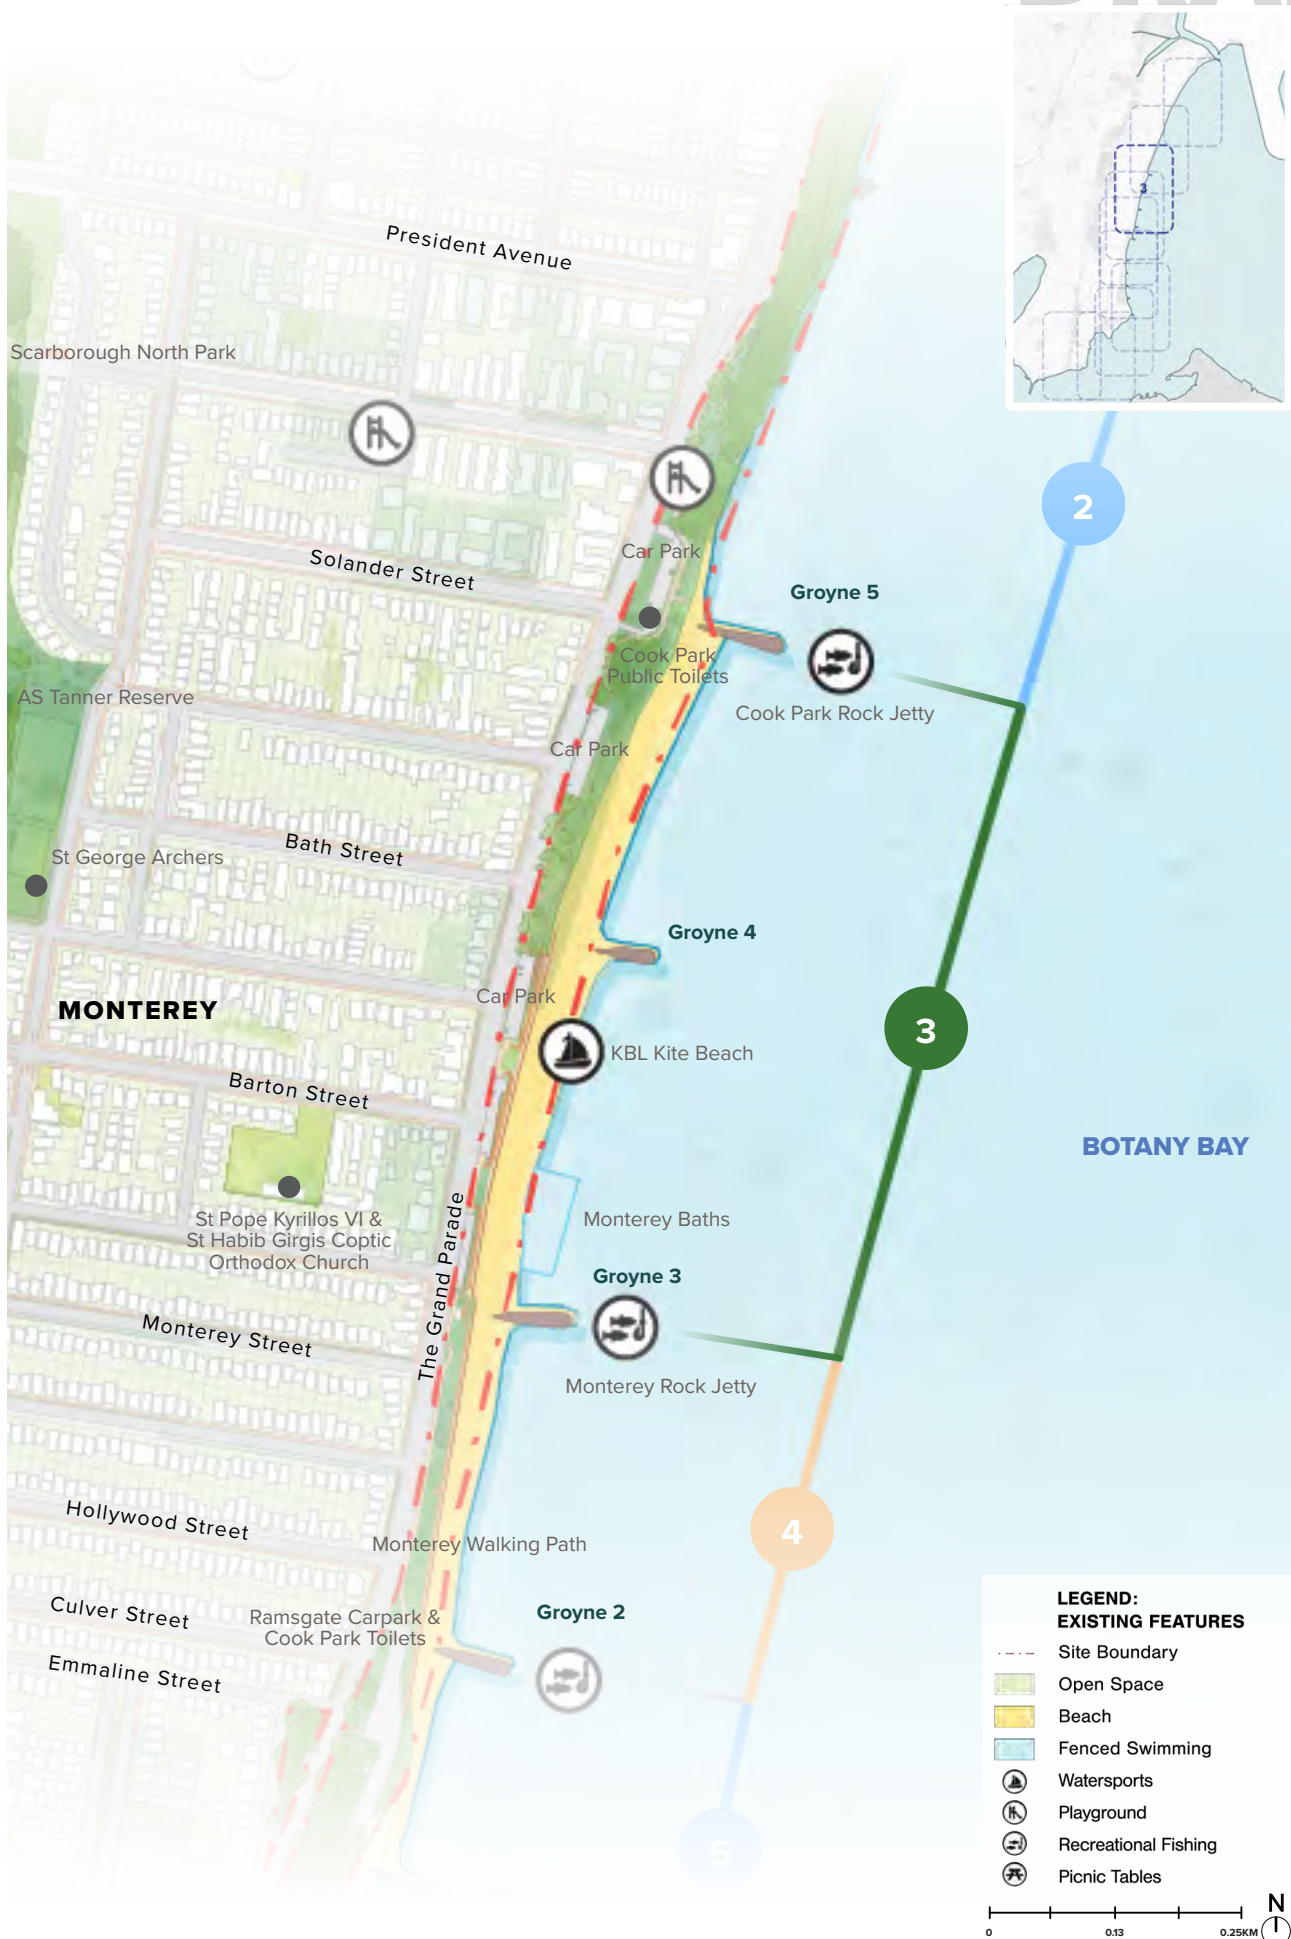 3
President Avenue
Scarborough North Park
2
Solander Street
Car Park
Groyne 5
Cook Park
Public Toilets
AS Tanner Reserve
Cook Park Rock Jetty
Car Park
Bath Street
St George Archers
Groyne 4
Car Park
MONTEREY
3
KBL Kite Beach
Barton Street
BOTANY BAY
The Grand Parade
St Pope Kyrillos VI &
St Habib Girgis Coptic
Orthodox Church
Monterey Baths
Groyne 3
Monterey Street
Monterey Rock Jetty
Hollywood Street
4
Monterey Walking Path
Culver Street
Ramsgate Carpark &
Cook Park Toilets
Groyne 2
Emmaline Street
5
LEGEND:
EXISTING FEATURES
Site Boundary
Open Space
Beach
Fenced Swimming
Watersports
Playground
Recreational Fishing
Picnic Tables
N
0 0.13 0.25KM